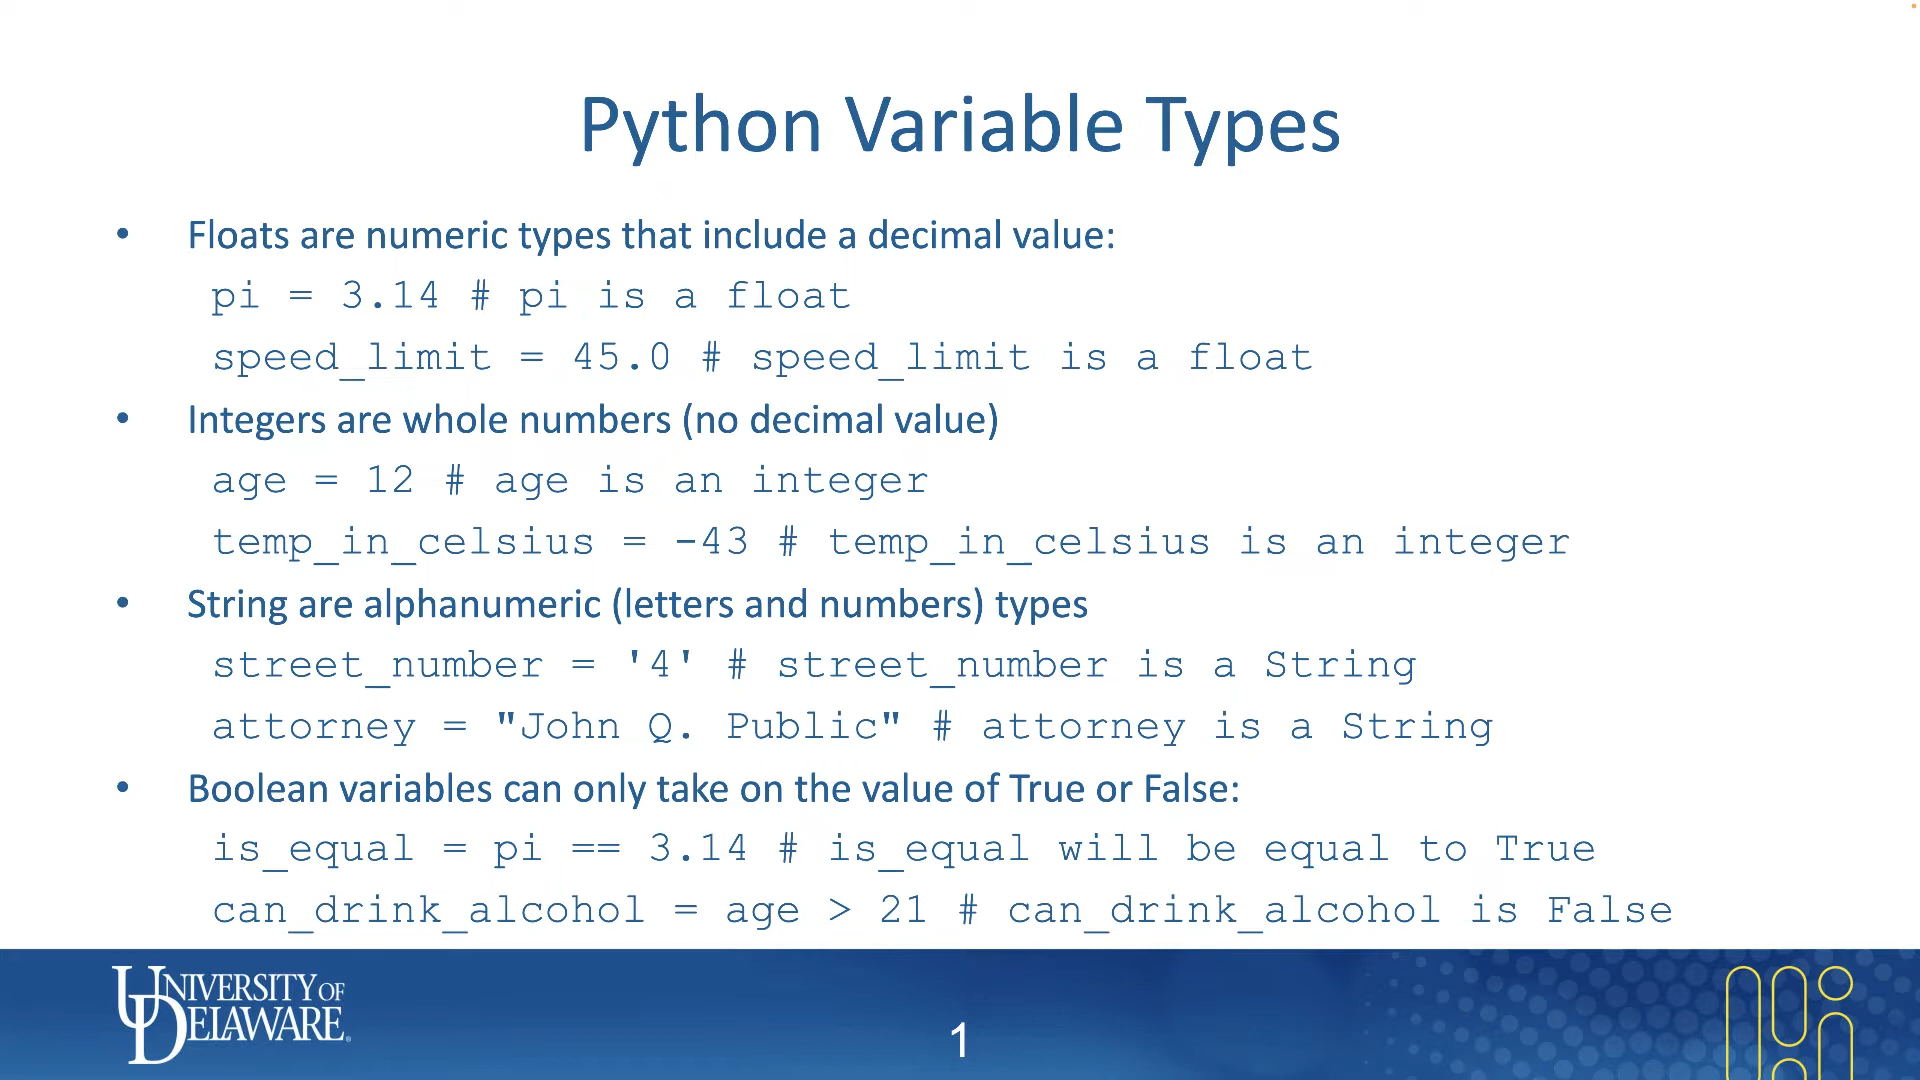 Python Variable Types
• Floats are numeric types that include a decimal value:
pi = 3.14 # pi is a float
speed_limit = 45.0 # speed_limit is a float
• Integers are whole numbers (no decimal value)
age = 12 # age is an integer
temp_in_celsius = -43 # temp_in_celsius is an integer
• String are alphanumeric (letters and numbers) types
street_number = '4' # street_number is a String
attorney = "John Q. Public" # attorney is a String
• Boolean variables can only take on the value of True or False:
is_equal = pi == 3.14 # is_equal will be equal to True
can_drink_alcohol = age > 21 # can_drink_alcohol is False
UNIVERSITY OF
DELAWARE.
1